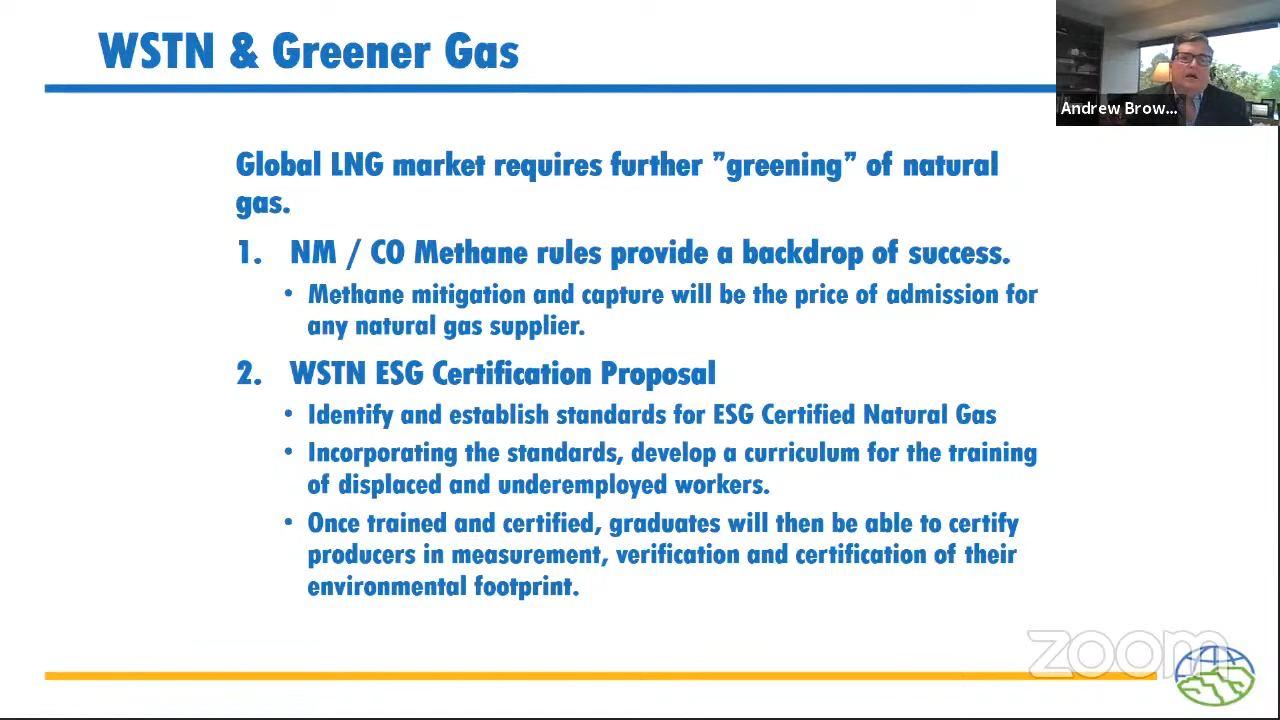 WSTN & Greener Gas
Andrew Brow...
Global LNG market requires further ”greening” of natural
gas.
1. NM / CO Methane rules provide a backdrop of success.
• Methane mitigation and capture will be the price of admission for
any natural gas supplier.
2. WSTN ESG Certification Proposal
• Identify and establish standards for ESG Certified Natural Gas
• Incorporating the standards, develop a curriculum for the training
of displaced and underemployed workers.
• Once trained and certified, graduates will then be able to certify
producers in measurement, verification and certification of their
environmental footprint.
zoom